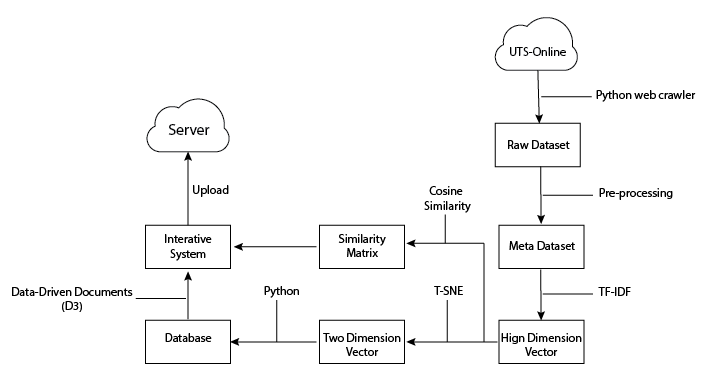 UTS-Online
Python web crawler
Server
Raw Dataset
Upload
Pre-processing
Cosine
Similarity
Interative
System
Similarity
Matrix
Meta Dataset
Data-Driven Documents
(D3)
Python
T-SNE
TF-IDF
Database
Two Dimension
Vector
Hign Dimension
Vector